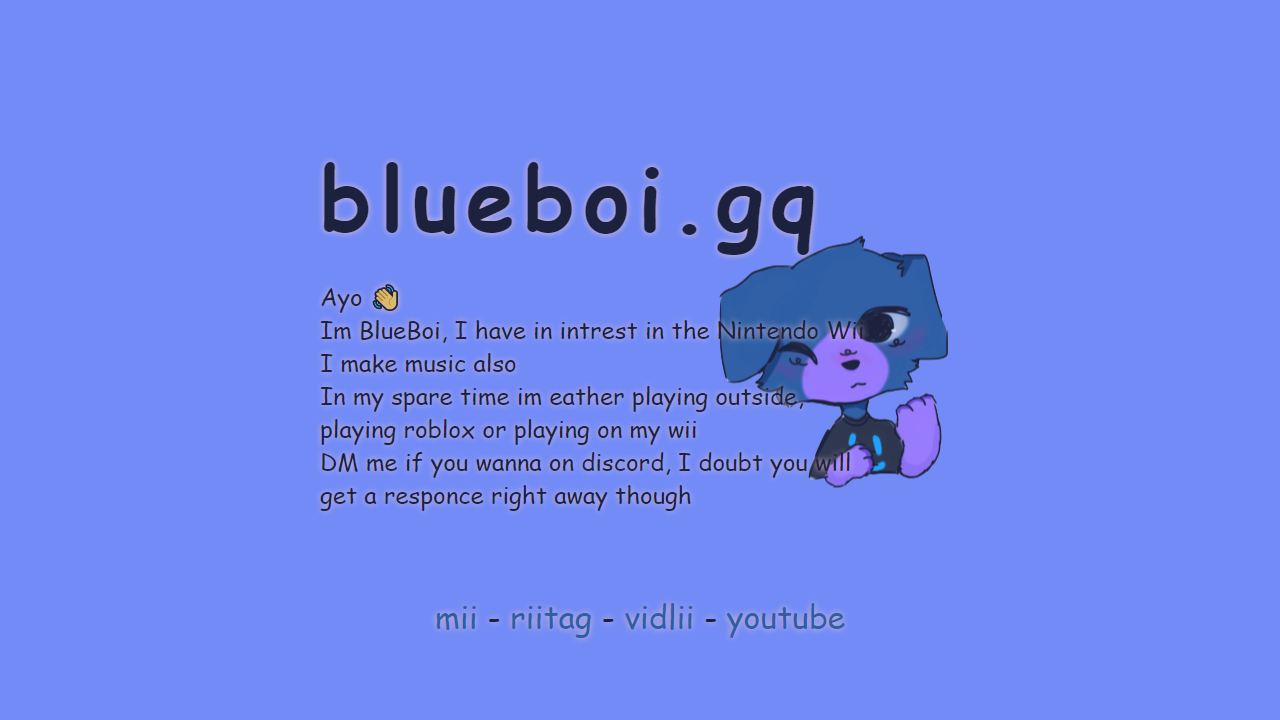 blueboi.gq
Ayo 👋
Im BlueBoi, I have in intrest in the Nintendo Wii
I make music also
In my spare time im eather playing outside,
playing roblox or playing on my wii
DM me if you wanna on discord, I doubt you will
get a responce right away though
mii - riitag - vidlii - youtube